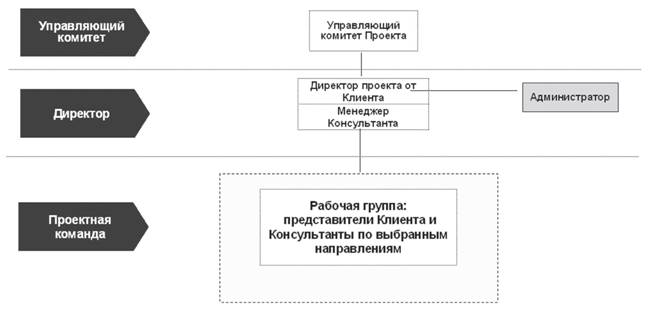 Управляющий
комитет
Управляющий
комитет Проекта
Директор
Директор проекта от
Клиента
Менеджер
Консультанта
Администратор
Проектная
команда
Рабочая группа:
представители Клиента и
Консультанты по выбранным
направлениям